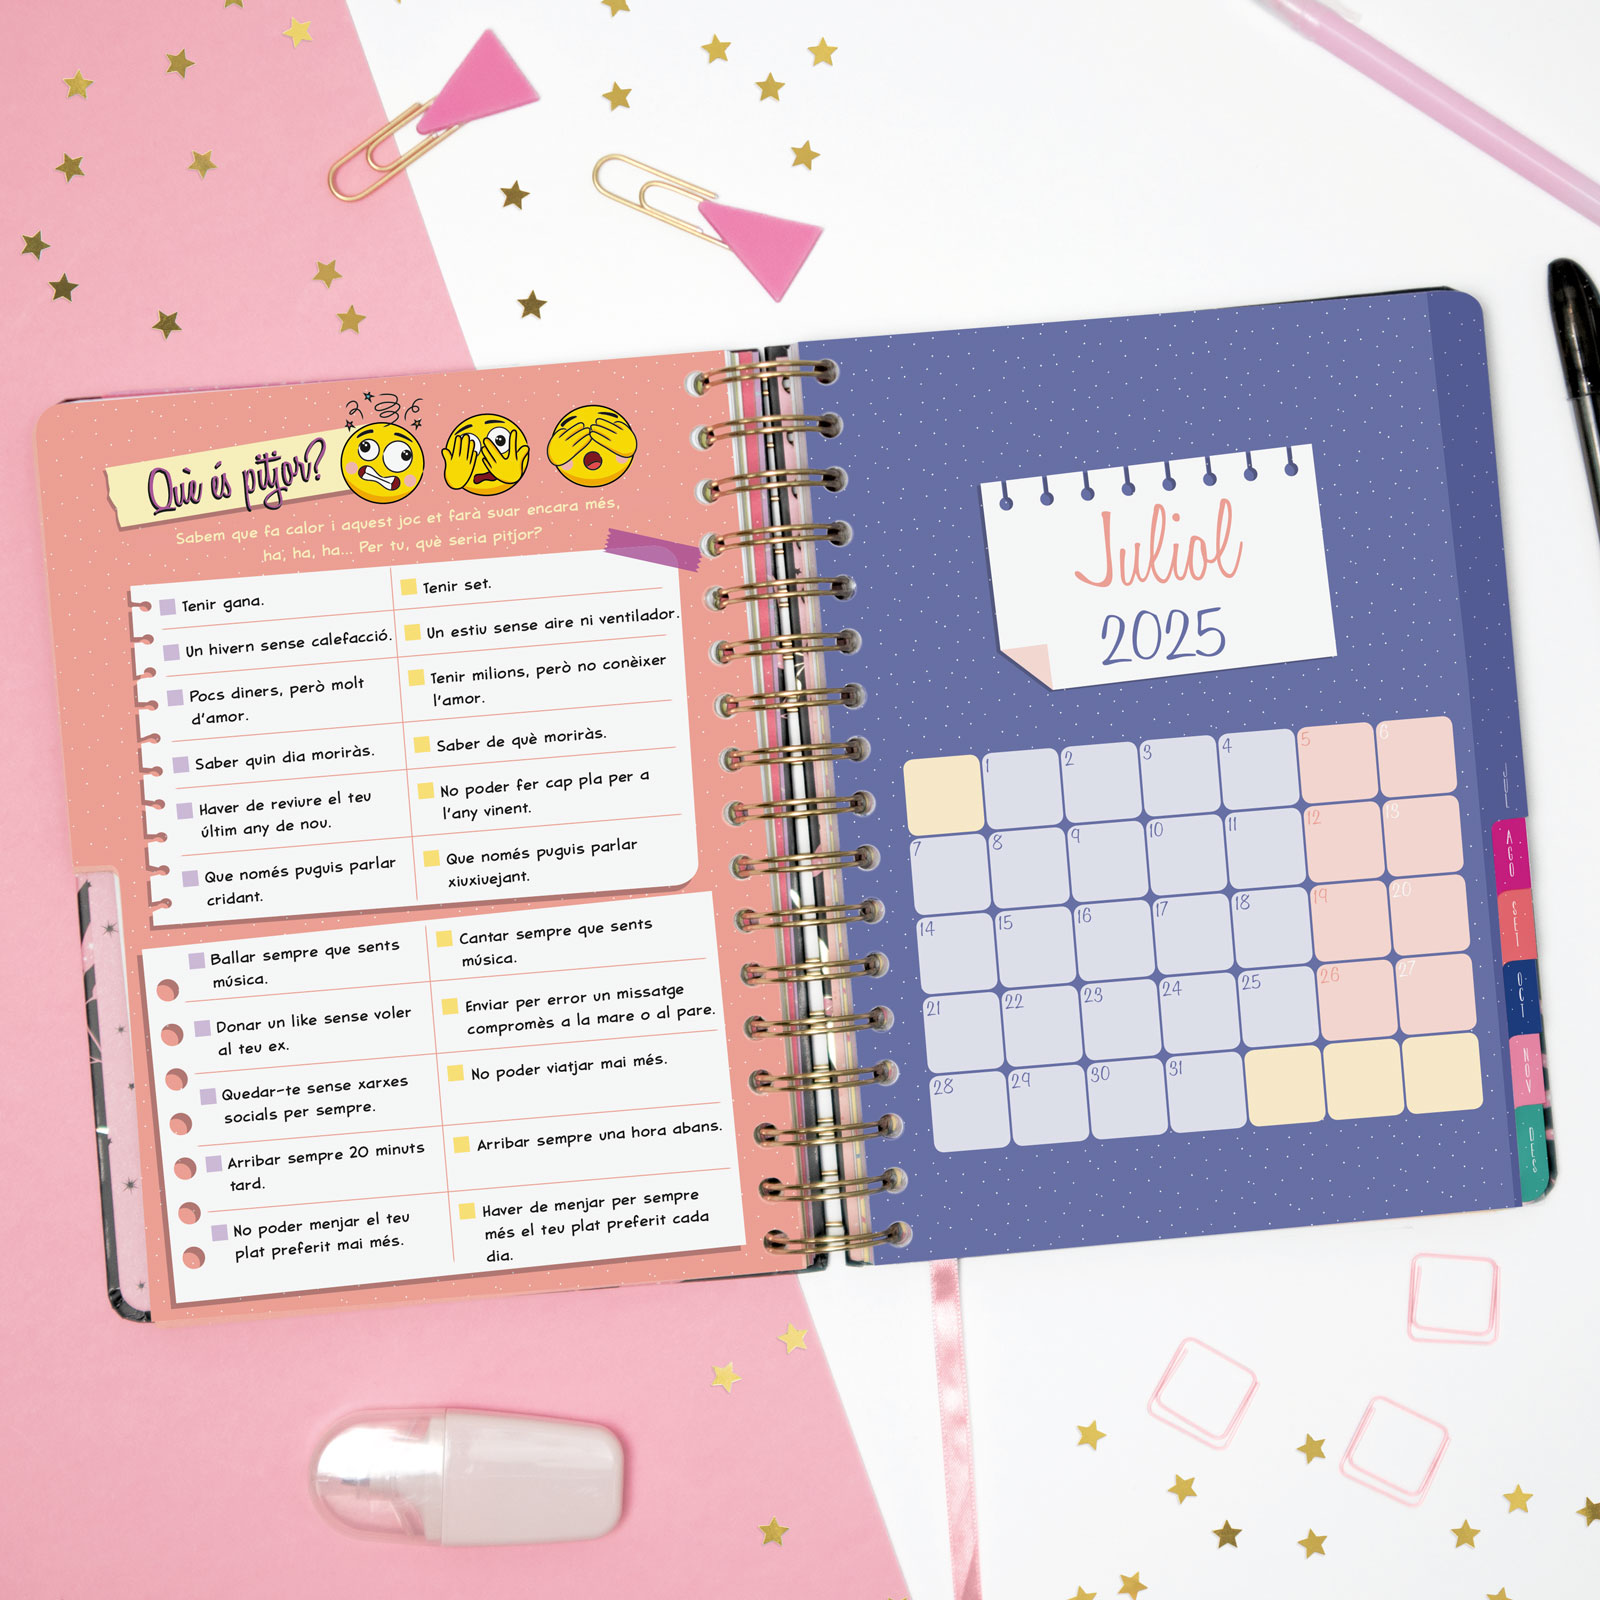 Què és pitjor?
Sabem que fa calor i aquest joc et farà suar encara més,
ha, ha, ha... Per tu, què seria pitjor?
Tenir gana.
Tenir set.
Un hivern sense calefacció.
Un estiu sense aire ni ventilador.
Pocs diners, però molt
d'amor.
Tenir milions, però no conèixer
l'amor.
Saber quin dia moriràs.
Saber de què moriràs.
Haver de reviure el teu
últim any de nou.
No poder fer cap pla per a
l'any vinent.
Que només puguis parlar
cridant.
Que només puguis parlar
xiuxiuejant.
Ballar sempre que sents
música.
Cantar sempre que sents
música.
Donar un like sense voler
al teu ex.
Enviar per error un missatge
compromès a la mare o al pare.
Quedar-te sense xarxes
socials per sempre.
No poder viatjar mai més.
Arribar sempre 20 minuts
tard.
Arribar sempre una hora abans.
No poder menjar el teu
plat preferit mai més.
Haver de menjar per sempre
més el teu plat preferit cada
dia.
Juliol
2025
1 2 3 4 5 6
7 8 9 10 11 12 13
14 15 16 17 18 19 20
21 22 23 24 25 26 27
28 29 30 31
JUL
AGO
SET
OCT
NOV
DES